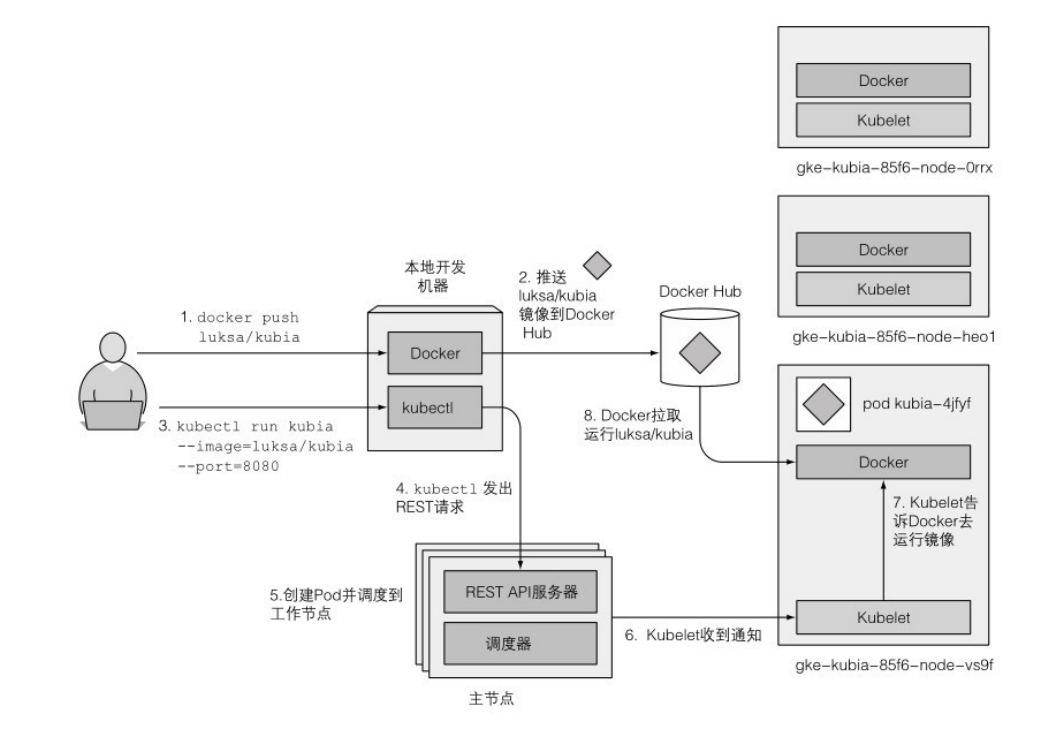 Docker
Kubelet
gke-kubia-85f6-node-0rrx
Docker
Kubelet
gke-kubia-85f6-node-heo1
本地开发
机器
1. docker push
luksa/kubia
Docker
kubectl
2. 推送
luksa/kubia
镜像到Docker
Hub
Docker Hub
3. kubectl run kubia
--image=luksa/kubia
--port=8080
4. kubectl 发出
REST请求
5.创建Pod并调度到
工作节点
REST API服务器
调度器
主节点
6. Kubelet收到通知
8. Docker拉取
运行luksa/kubia
pod kubia-4jfyf
Docker
7. Kubelet告
诉Docker去
运行镜像
Kubelet
gke-kubia-85f6-node-vs9f